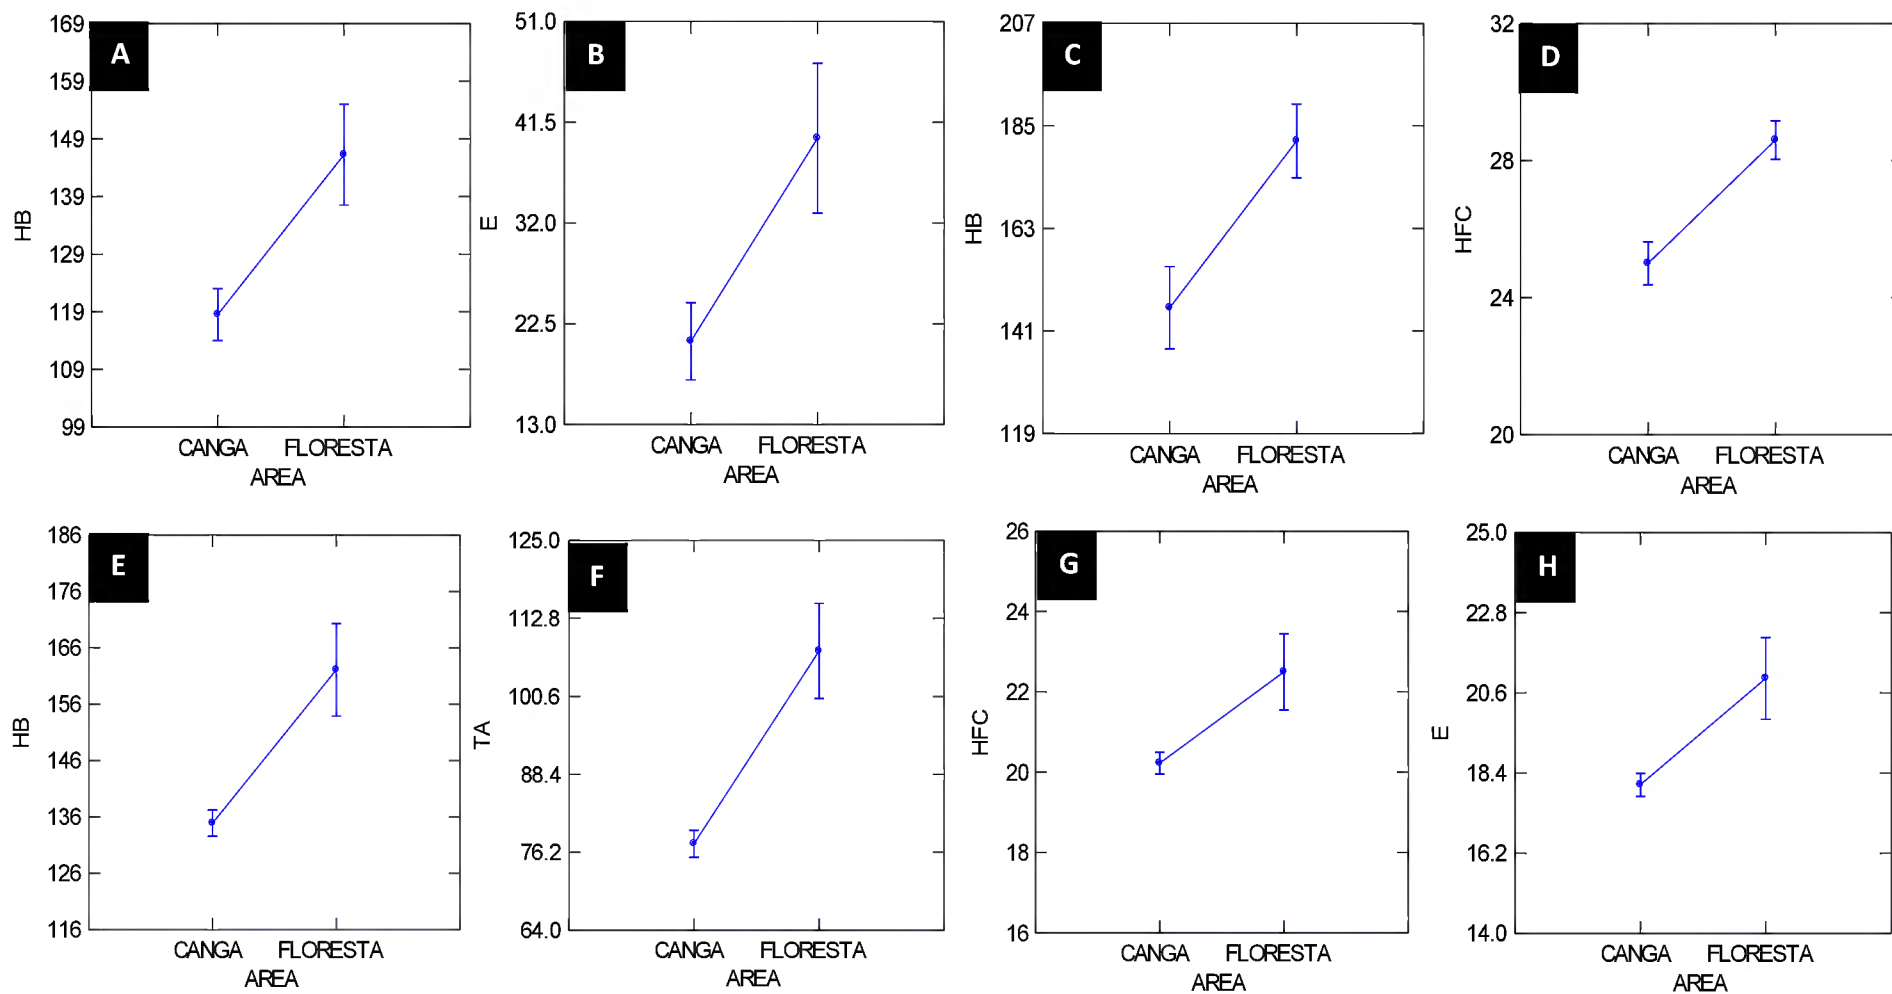 A
HB
169
159
149
139
129
119
109
99
CANGA FLORESTA
AREA
B
E
51.0
41.5
32.0
22.5
13.0
CANGA FLORESTA
AREA
C
HB
207
185
163
141
119
CANGA FLORESTA
AREA
D
HFC
32
28
24
20
CANGA FLORESTA
AREA
E
HB
186
176
166
156
146
136
126
116
CANGA FLORESTA
AREA
F
TA
125.0
112.8
100.6
88.4
76.2
64.0
CANGA FLORESTA
AREA
G
HFC
26
24
22
20
18
16
CANGA FLORESTA
AREA
H
E
25.0
22.8
20.6
18.4
16.2
14.0
CANGA FLORESTA
AREA